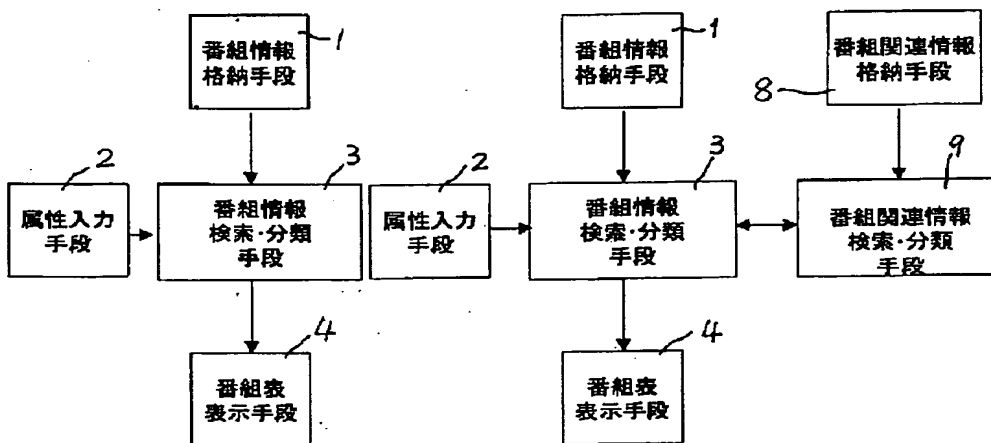 1
番組情報
格納手段
2
属性入力
手段
3
番組情報
検索・分類
手段
4
番組表
表示手段
1
番組情報
格納手段
8
番組関連情報
格納手段
2
属性入力
手段
3
番組情報
検索・分類
手段
9
番組関連情報
検索・分類
手段
4
番組表
表示手段